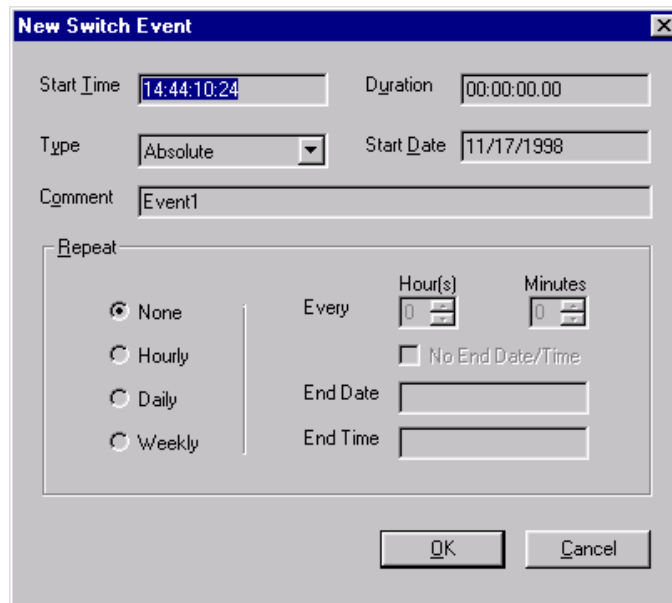 New Switch Event
Start Time 14:44:10:24 Duration 00:00:00.00
Type Absolute Start Date 11/17/1998
Comment Event1
Repeat
Hour(s) Minutes
None Every 0 0
Hourly No End Date/Time
Daily End Date
Weekly End Time
OK Cancel